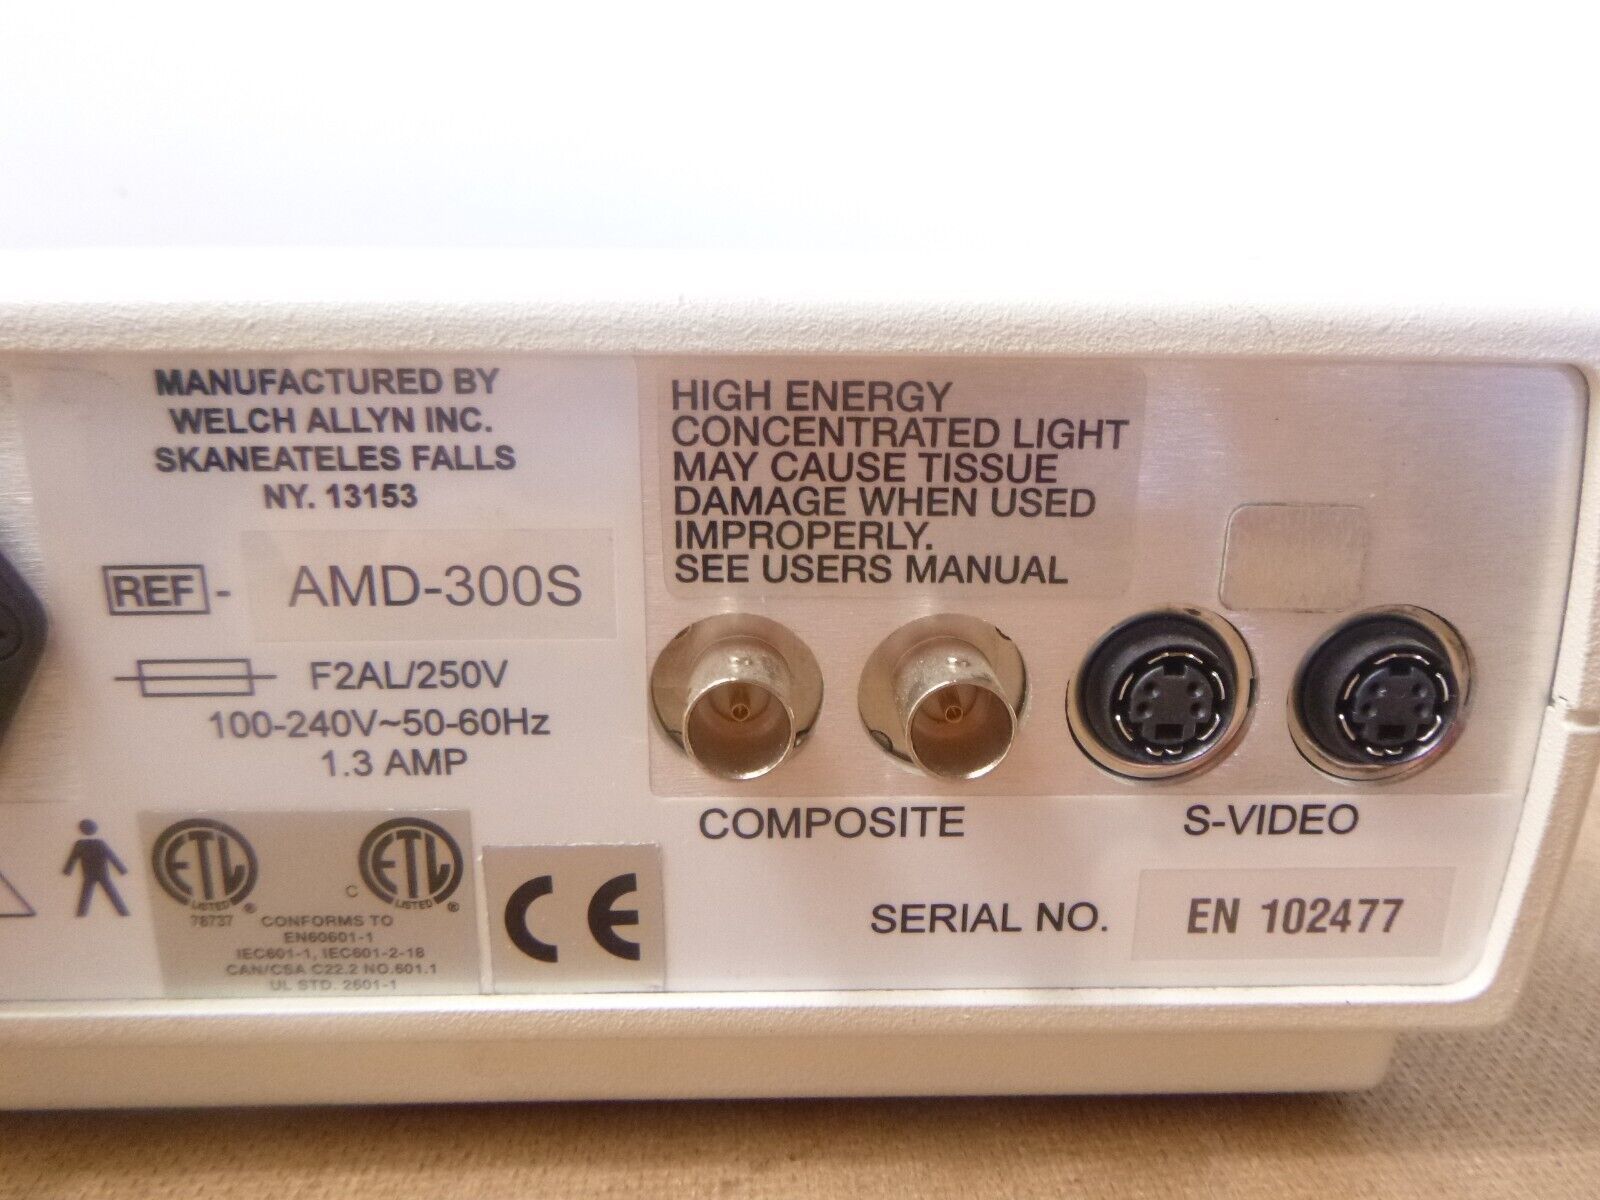 MANUFACTURED BY
WELCH ALLYN INC.
SKANEATELES FALLS
NY. 13153
REF - AMD-300S
F2AL/250V
100-240V~50-60Hz
1.3 AMP
ETL
LISTED
®
78737
C
ETL
LISTED
®
CONFORMS TO
EN60601-1
IEC601-1, IEC601-2-18
CAN/CSA C22.2 NO.601.1
UL STD. 2601-1
CE
HIGH ENERGY
CONCENTRATED LIGHT
MAY CAUSE TISSUE
DAMAGE WHEN USED
IMPROPERLY.
SEE USERS MANUAL
COMPOSITE
S-VIDEO
SERIAL NO. EN 102477